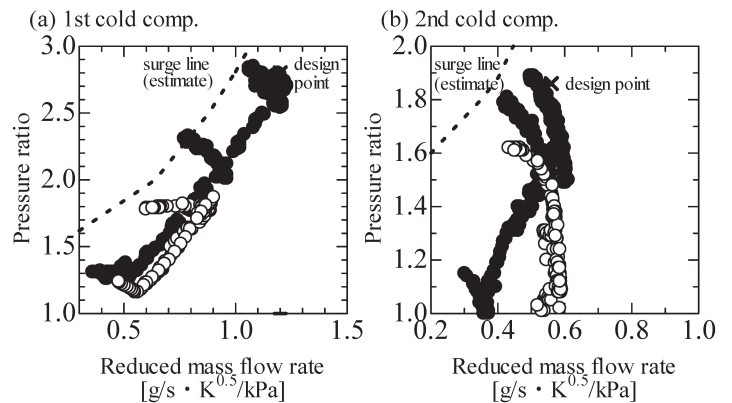 (a) 1st cold comp.
3.0
2.5
2.0
1.5
1.0
0.5
1.0
1.5
Pressure ratio
surge line
(estimate)
design
point
Reduced mass flow rate
[g/s・K^0.5/kPa]
(b) 2nd cold comp.
2.0
1.8
1.6
1.4
1.2
1.0
0.2
0.4
0.6
0.8
1.0
Pressure ratio
surge line
(estimate)
design point
Reduced mass flow rate
[g/s・K^0.5/kPa]